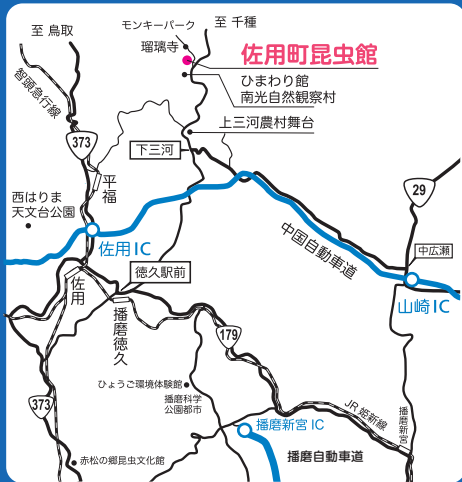 モンキーパーク
至 千種
至 鳥取
瑠璃寺
佐用町昆虫館
ひまわり館
南光自然観察村
智頭急行線
上三河農村舞台
373
下三河
平福
29
西はりま
天文台公園
中国自動車道
佐用IC
中広瀬
徳久駅前
佐用
山崎IC
播磨徳久
179
ひょうご環境体験館
播磨科学
公園都市
373
JR姫新線
播磨新宮
播磨新宮IC
播磨自動車道
赤松の郷昆虫文化館